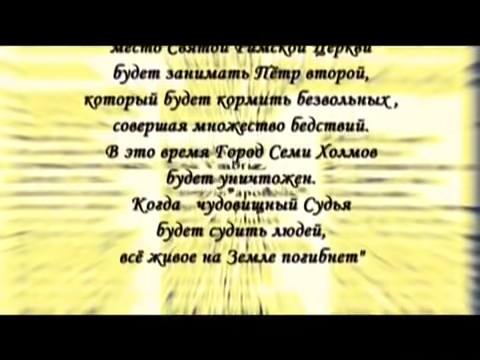 место Святой Римской Церкви
будет занимать Пётр второй,
который будет кормить безвольных ,
совершая множество бедствий.
В это время Город Семи Холмов
будет уничтожен.
Когда чудовищный Судья
будет судить людей,
всё живое на Земле погибнет"